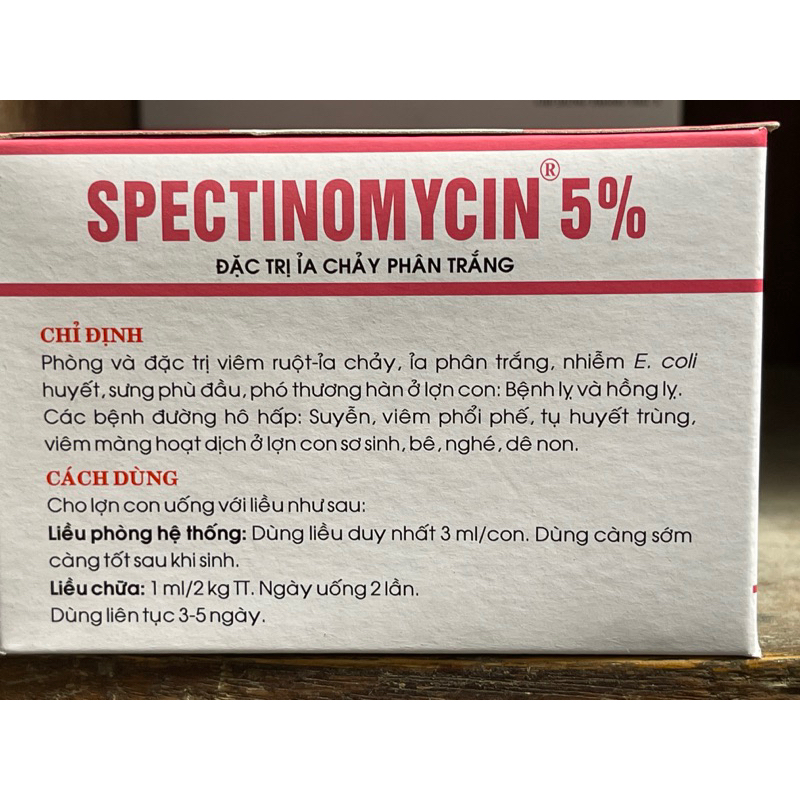 SPECTINOMYCIN® 5%
ĐẶC TRỊ ỈA CHẢY PHÂN TRẮNG
CHỈ ĐỊNH
Phòng và đặc trị viêm ruột-ỉa chảy, ỉa phân trắng, nhiễm E. coli
huyết, sưng phù đầu, phó thương hàn ở lợn con: Bệnh lỵ và hồng lỵ.
Các bệnh đường hô hấp: Suyễn, viêm phổi phế, tụ huyết trùng,
viêm màng hoạt dịch ở lợn con sơ sinh, bê, nghé, dê non.
CÁCH DÙNG
Cho lợn con uống với liều như sau:
Liều phòng hệ thống: Dùng liều duy nhất 3 ml/con. Dùng càng sớm
càng tốt sau khi sinh.
Liều chữa: 1 ml/2 kg TT. Ngày uống 2 lần.
Dùng liên tục 3-5 ngày.